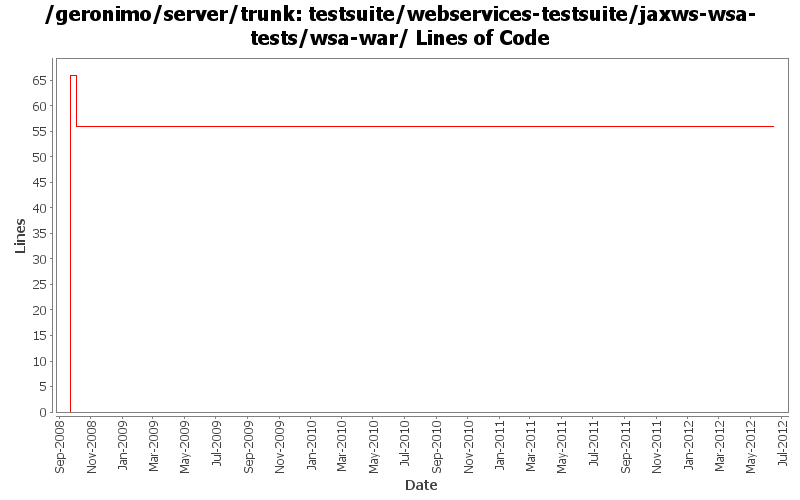 /geronimo/server/trunk: testsuite/webservices-testsuite/jaxws-wsa-
tests/wsa-war/ Lines of Code
65
60
55
50
45
40
35
30
25
20
15
10
5
0
Lines
Sep-2008
Nov-2008
Jan-2009
Mar-2009
May-2009
Jul-2009
Sep-2009
Nov-2009
Jan-2010
Mar-2010
May-2010
Jul-2010
Sep-2010
Nov-2010
Jan-2011
Mar-2011
May-2011
Jul-2011
Sep-2011
Nov-2011
Jan-2012
Mar-2012
May-2012
Jul-2012
Date